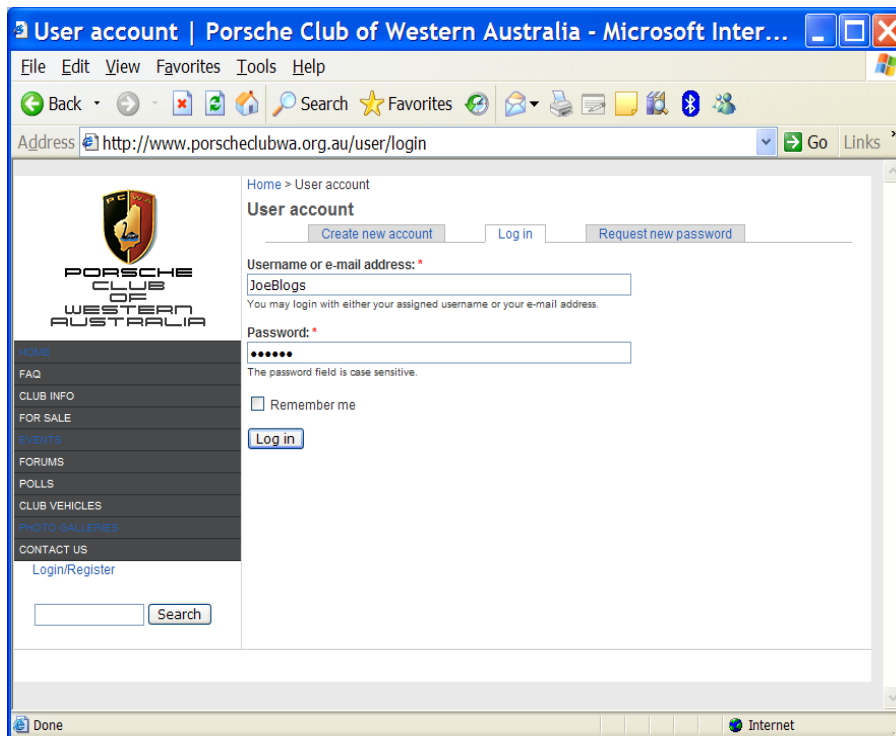 User account | Porsche Club of Western Australia - Microsoft Inter...
File Edit View Favorites Tools Help
Back Search Favorites
Address http://www.porscheclubwa.org.au/user/login Go Links »
Home > User account
User account
Create new account Log in Request new password
PCWA
PORSCHE
CLUB
OF
WESTERN
AUSTRALIA
Username or e-mail address: *
JoeBlogs
You may login with either your assigned username or your e-mail address.
Password: *
••••••
The password field is case sensitive.
Remember me
Log in
HOME
FAQ
CLUB INFO
FOR SALE
EVENTS
FORUMS
POLLS
CLUB VEHICLES
PHOTO GALLERIES
CONTACT US
Login/Register
Search
Done Internet